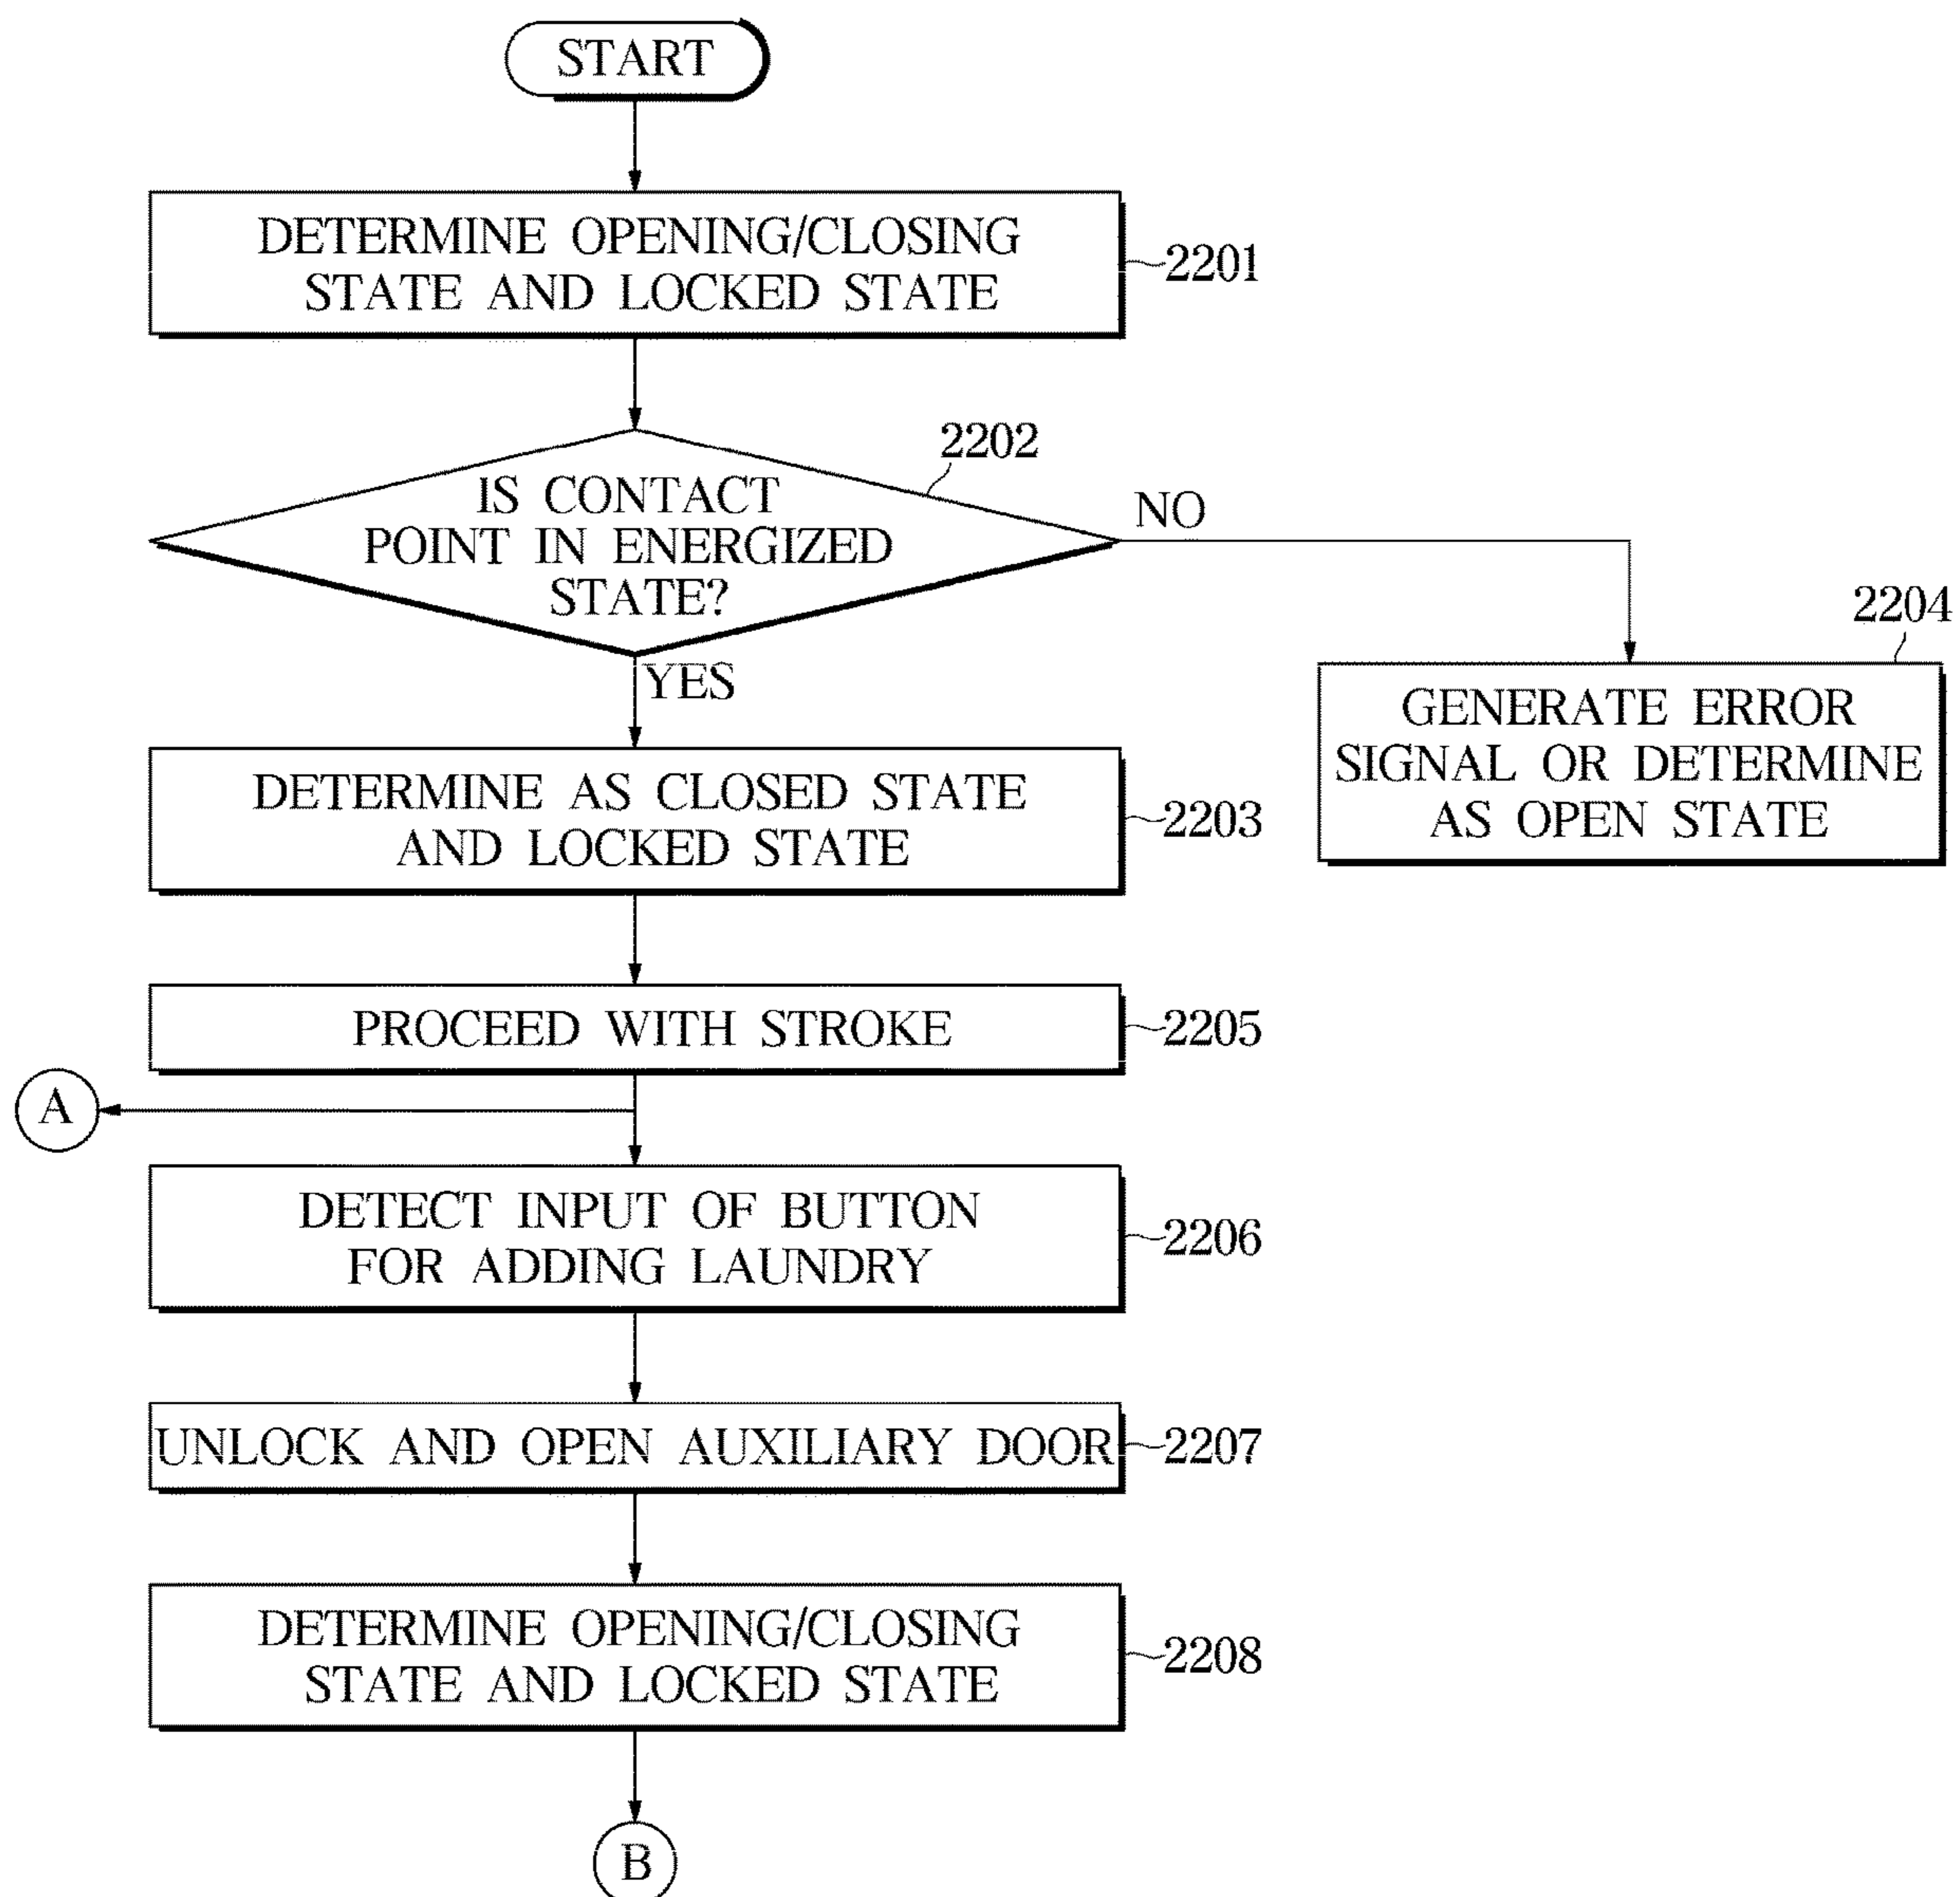 START
DETERMINE OPENING/CLOSING
STATE AND LOCKED STATE
2201
2202
IS CONTACT
POINT IN ENERGIZED
STATE?
NO
YES
2204
GENERATE ERROR
SIGNAL OR DETERMINE
AS OPEN STATE
DETERMINE AS CLOSED STATE
AND LOCKED STATE
2203
PROCEED WITH STROKE
2205
A
DETECT INPUT OF BUTTON
FOR ADDING LAUNDRY
2206
UNLOCK AND OPEN AUXILIARY DOOR
2207
DETERMINE OPENING/CLOSING
STATE AND LOCKED STATE
2208
B